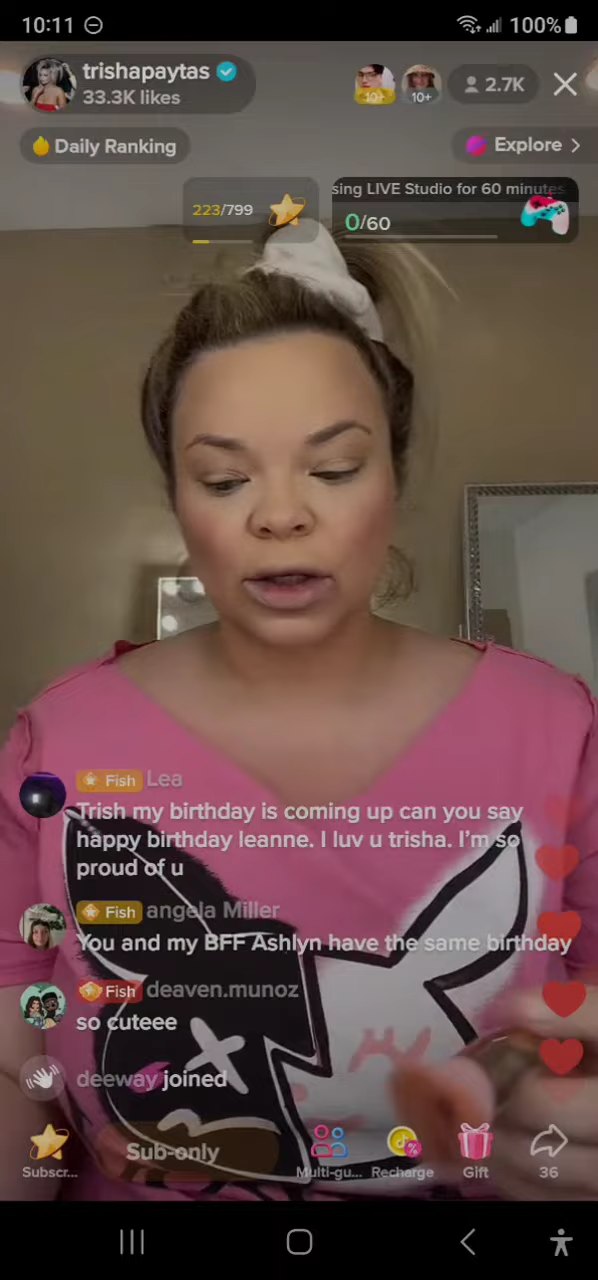 10:11
100%
trishapaytas
33.3K likes
10+
10+
2.7K
Daily Ranking
Explore
223/799
sing LIVE Studio for 60 minutes
0/60
Fish Lea
Trish my birthday is coming up can you say
happy birthday leanne. I luv u trisha. I'm so
proud of u
Fish angela Miller
You and my BFF Ashlyn have the same birthday
Fish deaven.munoz
so cuteee
deeway joined
Sub-only
Subscr...
Multi-gu...
Recharge
Gift
36